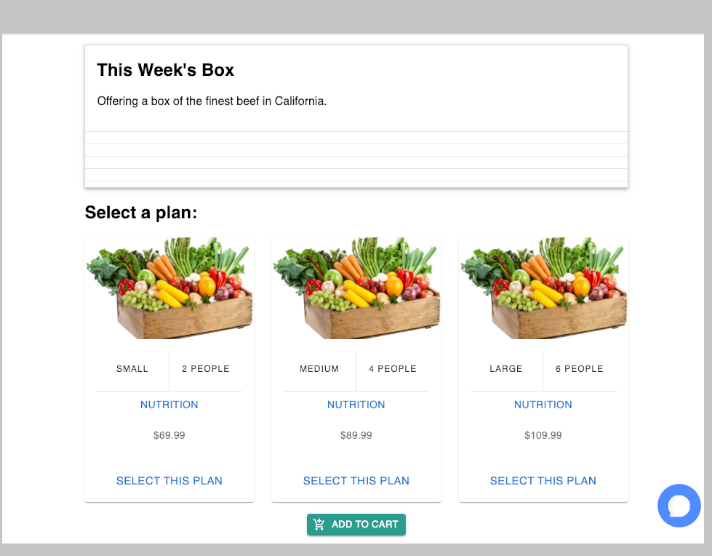 This Week's Box
Offering a box of the finest beef in California.
Select a plan:
SMALL
2 PEOPLE
NUTRITION
$69.99
SELECT THIS PLAN
MEDIUM
4 PEOPLE
NUTRITION
$89.99
SELECT THIS PLAN
LARGE
6 PEOPLE
NUTRITION
$109.99
SELECT THIS PLAN
ADD TO CART